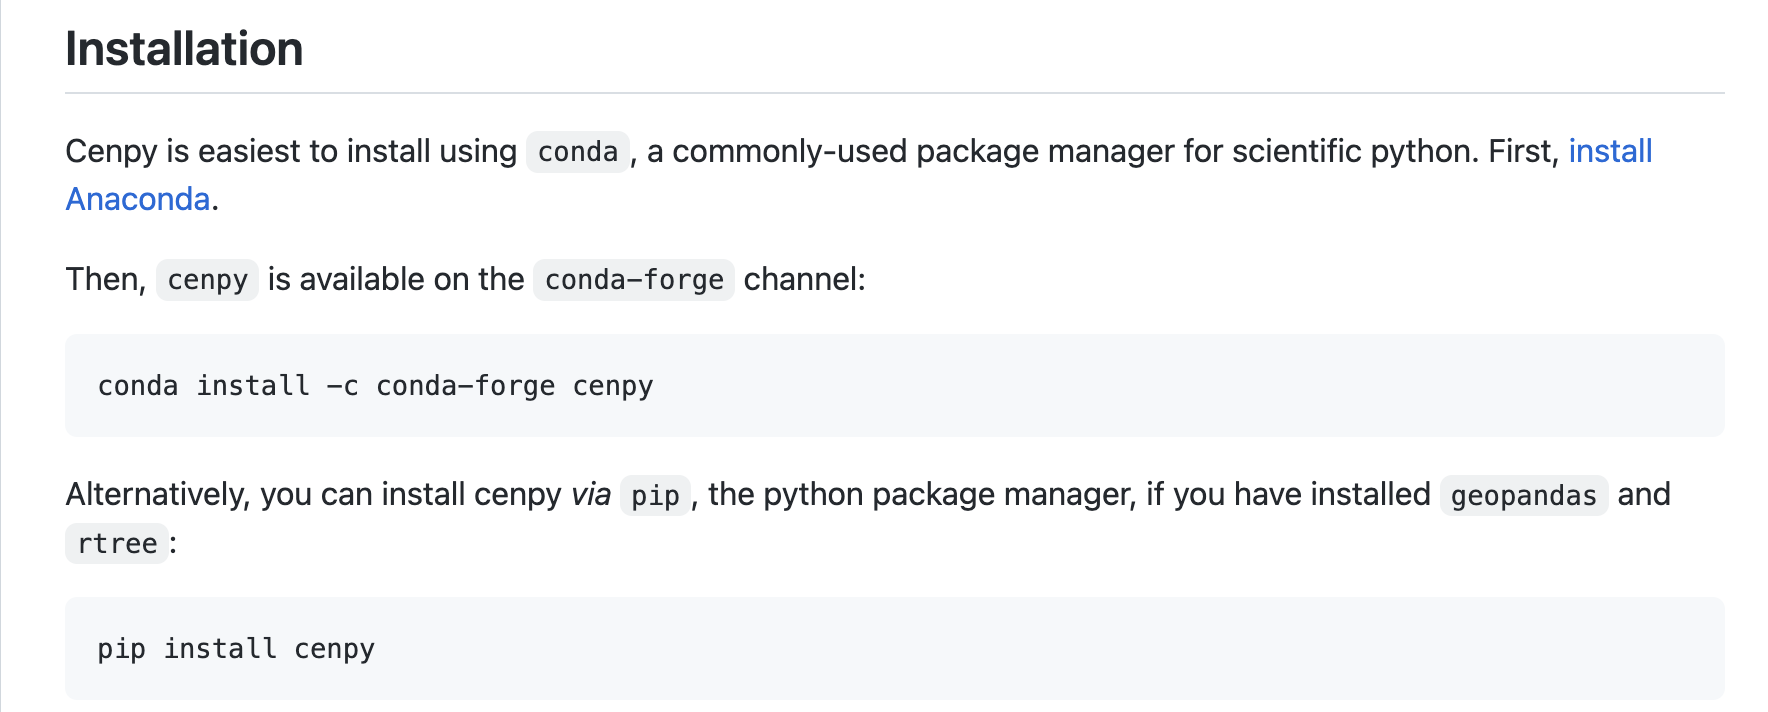 Installation
Cenpy is easiest to install using conda, a commonly-used package manager for scientific python. First, install
Anaconda.
Then, cenpy is available on the conda-forge channel:
conda install -c conda-forge cenpy
Alternatively, you can install cenpy via pip, the python package manager, if you have installed geopandas and
rtree:
pip install cenpy